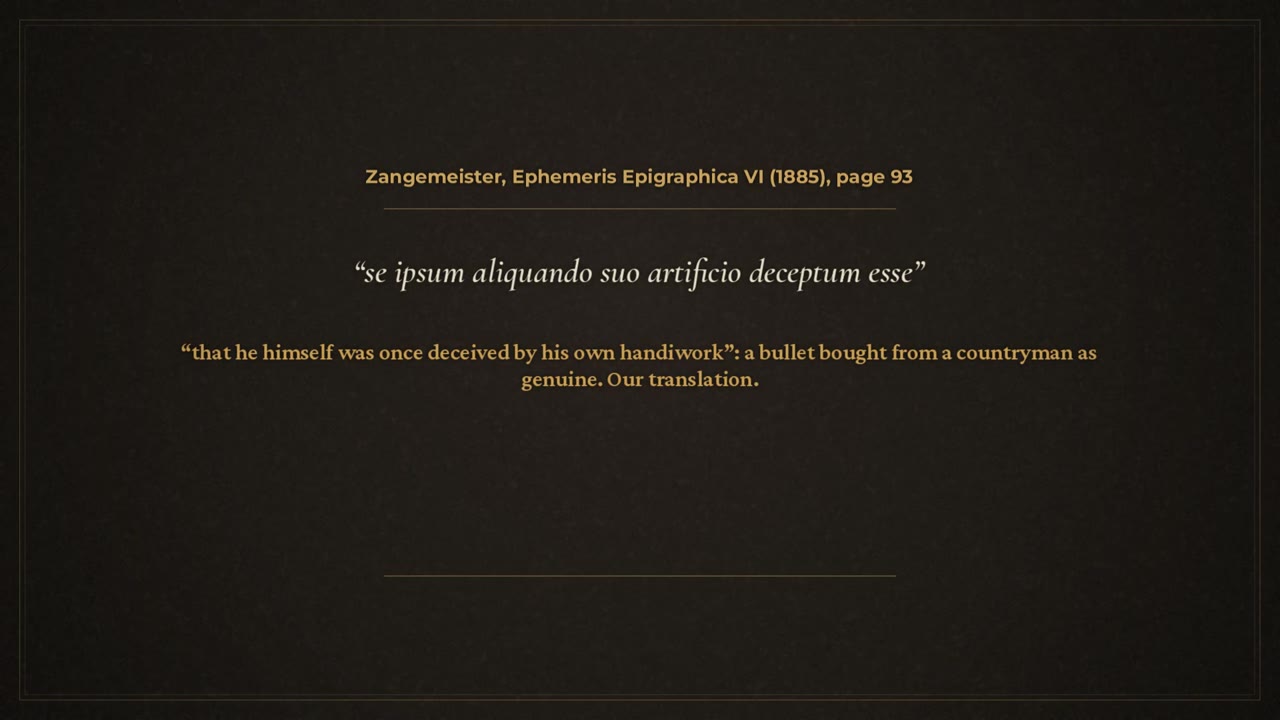 Zangemeister, Ephemeris Epigraphica VI (1885), page 93
“se ipsum aliquando suo artificio deceptum esse”
“that he himself was once deceived by his own handiwork”: a bullet bought from a countryman as
genuine. Our translation.